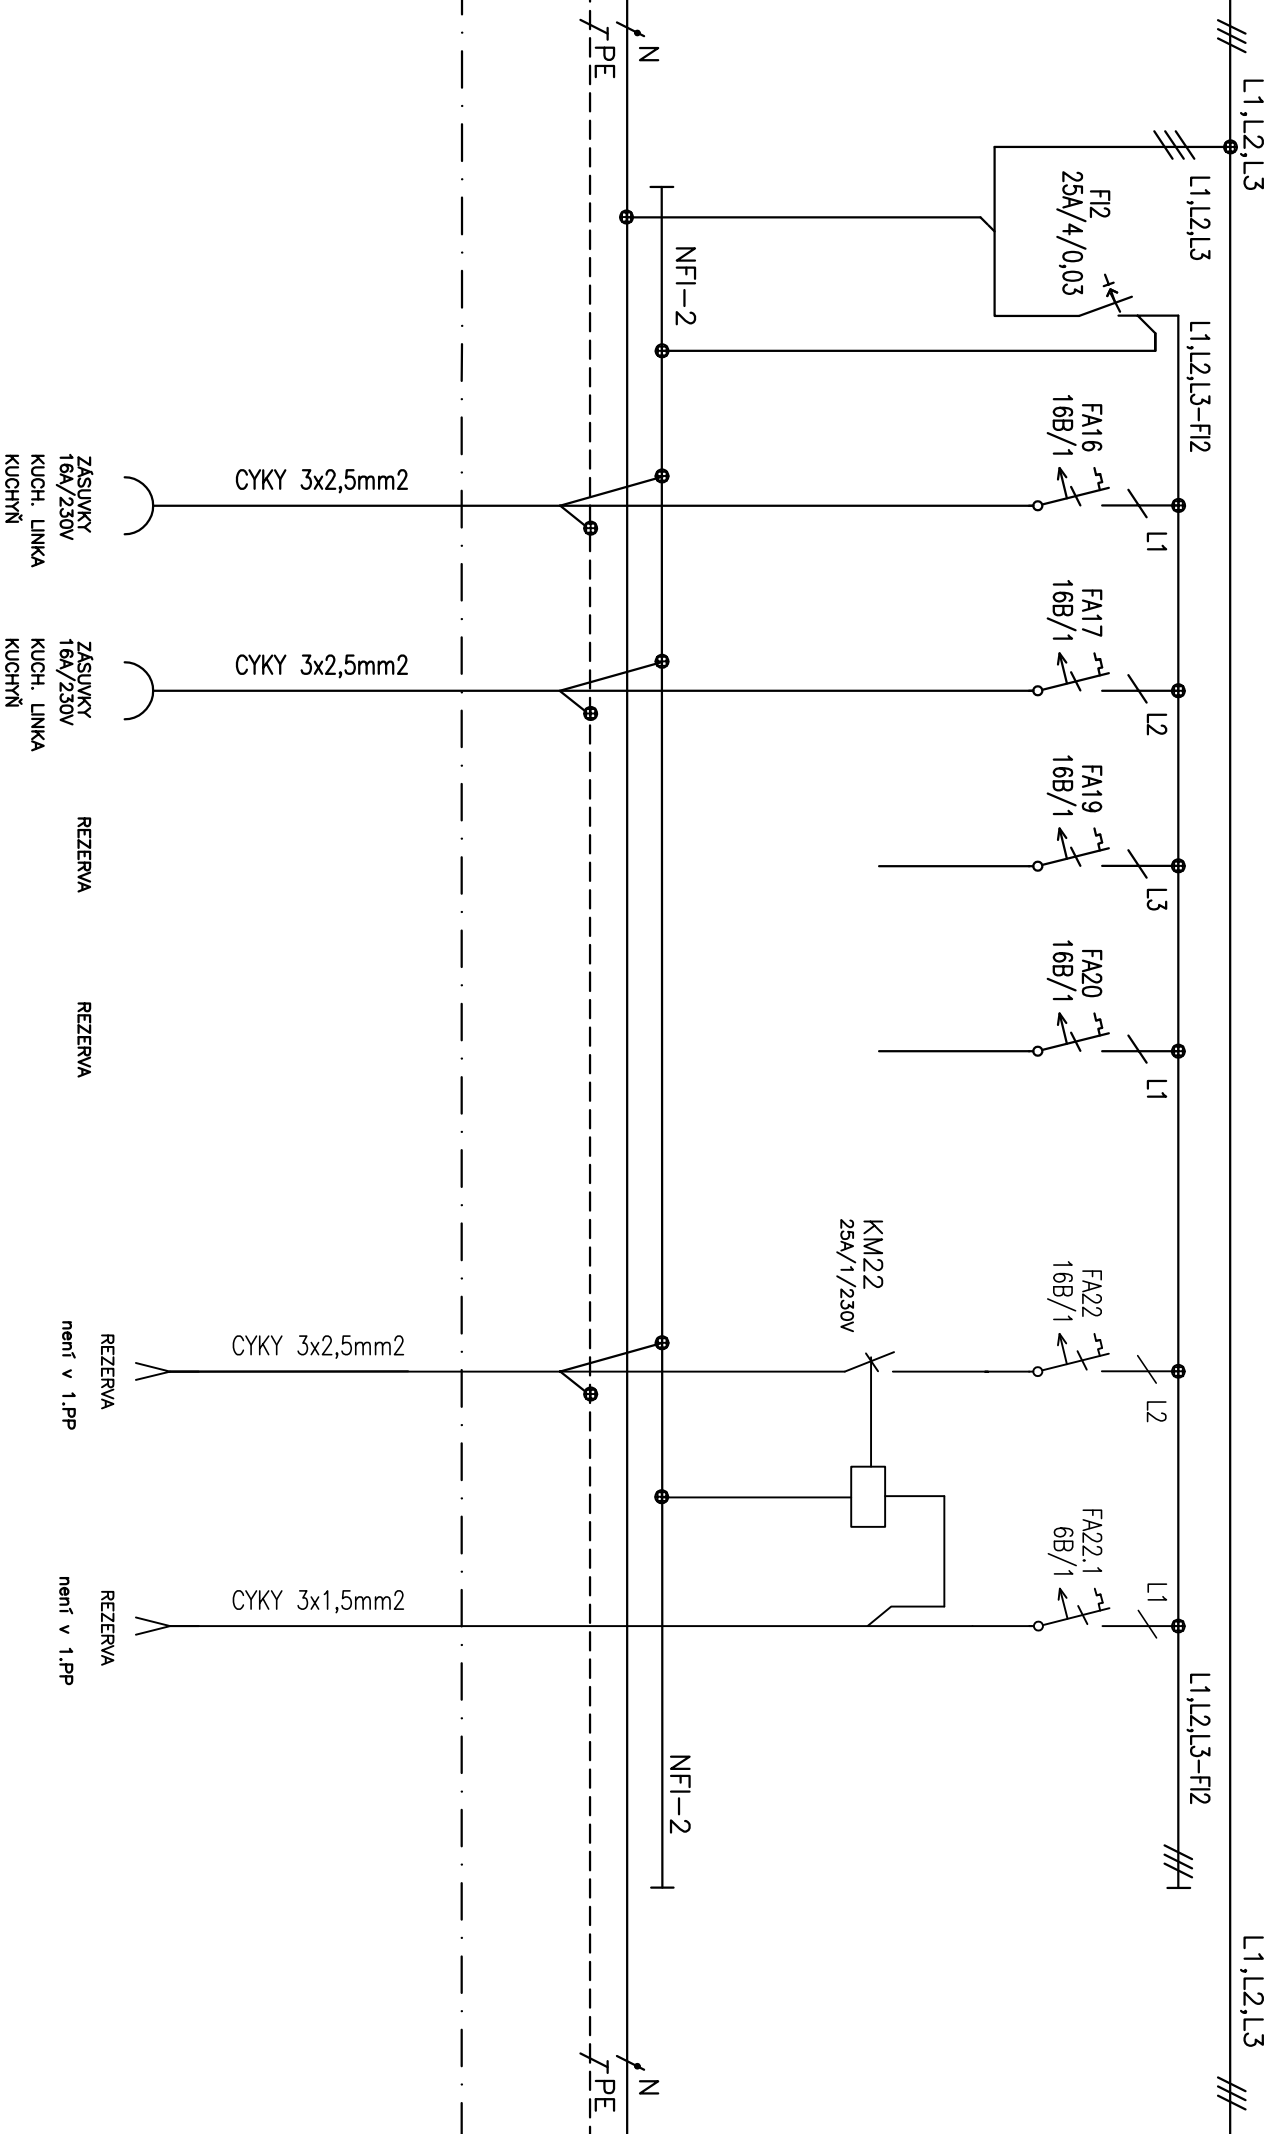 L1,L2,L3
L1,L2,L3
L1,L2,L3
L1,L2,L3-FI2
L1,L2,L3-FI2
FI2
25A/4/0,03
FA16
16B/1
L1
FA17
16B/1
L2
FA19
16B/1
L3
FA20
16B/1
L1
FA22
16B/1
L2
FA22.1
6B/1
L1
KM22
25A/1/230V
NFI-2
NFI-2
N
PE
N
PE
CYKY 3x2,5mm2
CYKY 3x2,5mm2
CYKY 3x2,5mm2
CYKY 3x1,5mm2
ZÁSUVKY
16A/230V
KUCH. LINKA
KUCHYŇ
ZÁSUVKY
16A/230V
KUCH. LINKA
KUCHYŇ
REZERVA
REZERVA
REZERVA
není v 1.PP
REZERVA
není v 1.PP